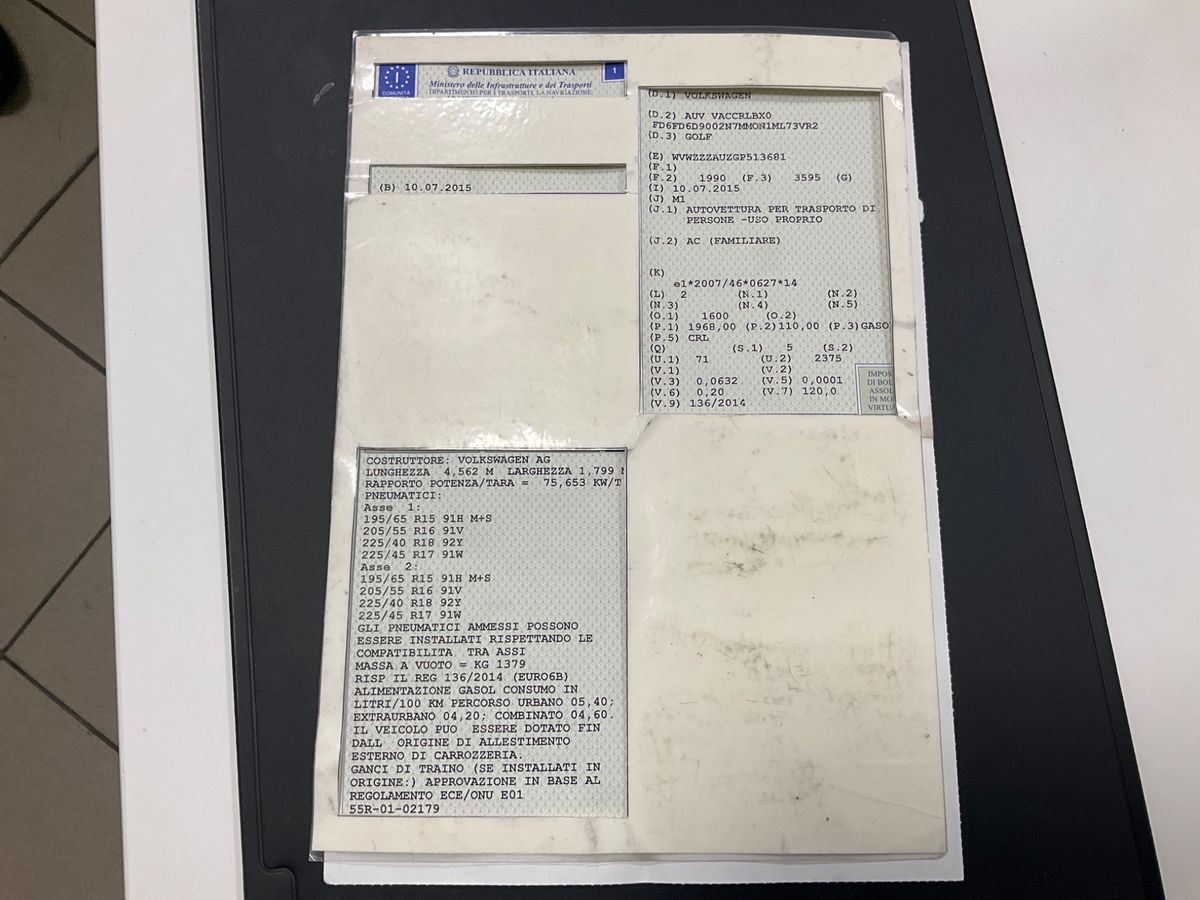 I
COMUNITÀ
REPUBBLICA ITALIANA
1
Ministero delle Infrastrutture e dei Trasporti
DIPARTIMENTO PER I TRASPORTI, LA NAVIGAZIONE
(B) 10.07.2015
(D.1) VOLKSWAGEN
(D.2) AUV VACCRLBX0
FD6FD6D9002N7MMON1ML73VR2
(D.3) GOLF
(E) WVWZZZAUZGP513681
(F.1)
(F.2) 1990 (F.3) 3595 (G)
(I) 10.07.2015
(J) M1
(J.1) AUTOVETTURA PER TRASPORTO DI
PERSONE -USO PROPRIO
(J.2) AC (FAMILIARE)
(K)
e1*2007/46*0627*14
(L) 2 (N.1) (N.2)
(N.3) (N.4) (N.5)
(O.1) 1600 (O.2)
(P.1) 1968,00 (P.2)110,00 (P.3)GASO
(P.5) CRL
(Q) (S.1) 5 (S.2)
(U.1) 71 (U.2) 2375
(V.1) (V.2)
(V.3) 0,0632 (V.5) 0,0001
(V.6) 0,20 (V.7) 120,0
(V.9) 136/2014
IMPOS
DI BOL
ASSOL
IN MO
VIRTUA
COSTRUTTORE: VOLKSWAGEN AG
LUNGHEZZA 4,562 M LARGHEZZA 1,799
RAPPORTO POTENZA/TARA = 75,653 KW/T
PNEUMATICI:
Asse 1:
195/65 R15 91H M+S
205/55 R16 91V
225/40 R18 92Y
225/45 R17 91W
Asse 2:
195/65 R15 91H M+S
205/55 R16 91V
225/40 R18 92Y
225/45 R17 91W
GLI PNEUMATICI AMMESSI POSSONO
ESSERE INSTALLATI RISPETTANDO LE
COMPATIBILITA TRA ASSI
MASSA A VUOTO = KG 1379
RISP IL REG 136/2014 (EURO6B)
ALIMENTAZIONE GASOL CONSUMO IN
LITRI/100 KM PERCORSO URBANO 05,40;
EXTRAURBANO 04,20; COMBINATO 04,60.
IL VEICOLO PUO ESSERE DOTATO FIN
DALL ORIGINE DI ALLESTIMENTO
ESTERNO DI CARROZZERIA.
GANCI DI TRAINO (SE INSTALLATI IN
ORIGINE:) APPROVAZIONE IN BASE AL
REGOLAMENTO ECE/ONU E01
55R-01-02179